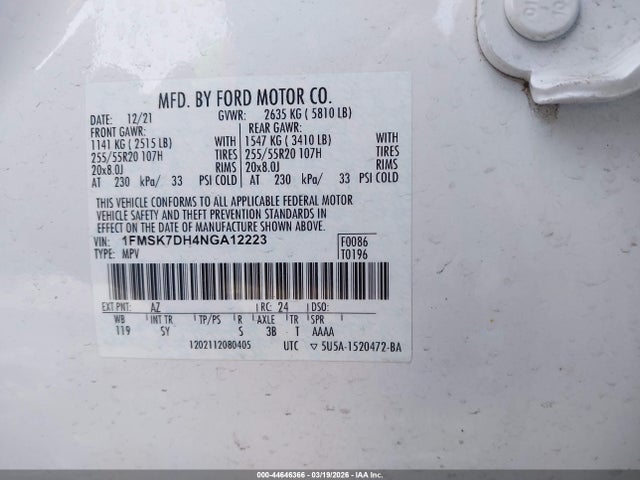 MFD. BY FORD MOTOR CO.
DATE: 12/21 GVWR: 2635 KG ( 5810 LB)
FRONT GAWR: REAR GAWR:
1141 KG ( 2515 LB) WITH 1547 KG ( 3410 LB) WITH
255/55R20 107H TIRES 255/55R20 107H TIRES
20x8.0J RIMS 20x8.0J RIMS
AT 230 kPa/ 33 PSI COLD AT 230 kPa/ 33 PSI COLD
THIS VEHICLE CONFORMS TO ALL APPLICABLE FEDERAL MOTOR
VEHICLE SAFETY AND THEFT PREVENTION STANDARDS IN
EFFECT ON THE DATE OF MANUFACTURE SHOWN ABOVE.
VIN: 1FMSK7DH4NGA12223 F0086
TYPE: MPV T0196
EXT PNT: AZ RC: 24 DSO:
WB INT TR TP/PS R AXLE TR SPR
119 SY S 3B T AAAA
1202112080405 UTC ▽ 5U5A-1520472-BA
000-44646366 - 03/19/2026 - IAA Inc.